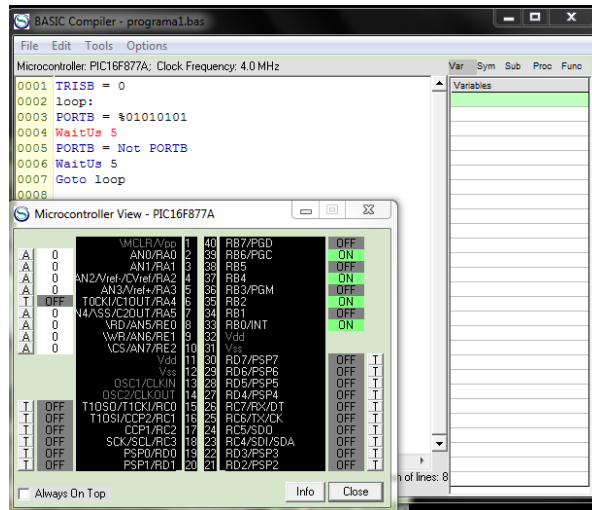 BASIC Compiler - programa1.bas
File Edit Tools Options
Microcontroller: PIC16F877A; Clock Frequency: 4.0 MHz
Var Sym Sub Proc Func
Variables
0001 TRISB = 0
0002 loop:
0003 PORTB = %01010101
0004 WaitUs 5
0005 PORTB = Not PORTB
0006 WaitUs 5
0007 Goto loop
0008
Microcontroller View - PIC16F877A
\MCLR/Vpp 1 40 RB7/PGD OFF
A 0 AN0/RA0 2 39 RB6/PGC ON
A 0 AN1/RA1 3 38 RB5 OFF
A 0 AN2/Vref-/CVref/RA2 4 37 RB4 ON
A 0 AN3/Vref+/RA3 5 36 RB3/PGM OFF
T OFF T0CKI/C1OUT/RA4 6 35 RB2 ON
A 0 N4/\SS/C2OUT/RA5 7 34 RB1 OFF
A 0 \RD/AN5/RE0 8 33 RB0/INT ON
A 0 \WR/AN6/RE1 9 32 Vdd
A 0 \CS/AN7/RE2 10 31 Vss
Vdd 11 30 RD7/PSP7 OFF T
Vss 12 29 RD6/PSP6 OFF T
OSC1/CLKIN 13 28 RD5/PSP5 OFF T
OSC2/CLKOUT 14 27 RD4/PSP4 OFF T
T OFF T1OSO/T1CKI/RC0 15 26 RC7/RX/DT OFF T
T OFF T1OSI/CCP2/RC1 16 25 RC6/TX/CK OFF T
T OFF CCP1/RC2 17 24 RC5/SDO OFF T
T OFF SCK/SCL/RC3 18 23 RC4/SDI/SDA OFF T
T OFF PSP0/RD0 19 22 RD3/PSP3 OFF T
T OFF PSP1/RD1 20 21 RD2/PSP2 OFF T
n of lines: 8
Always On Top Info Close